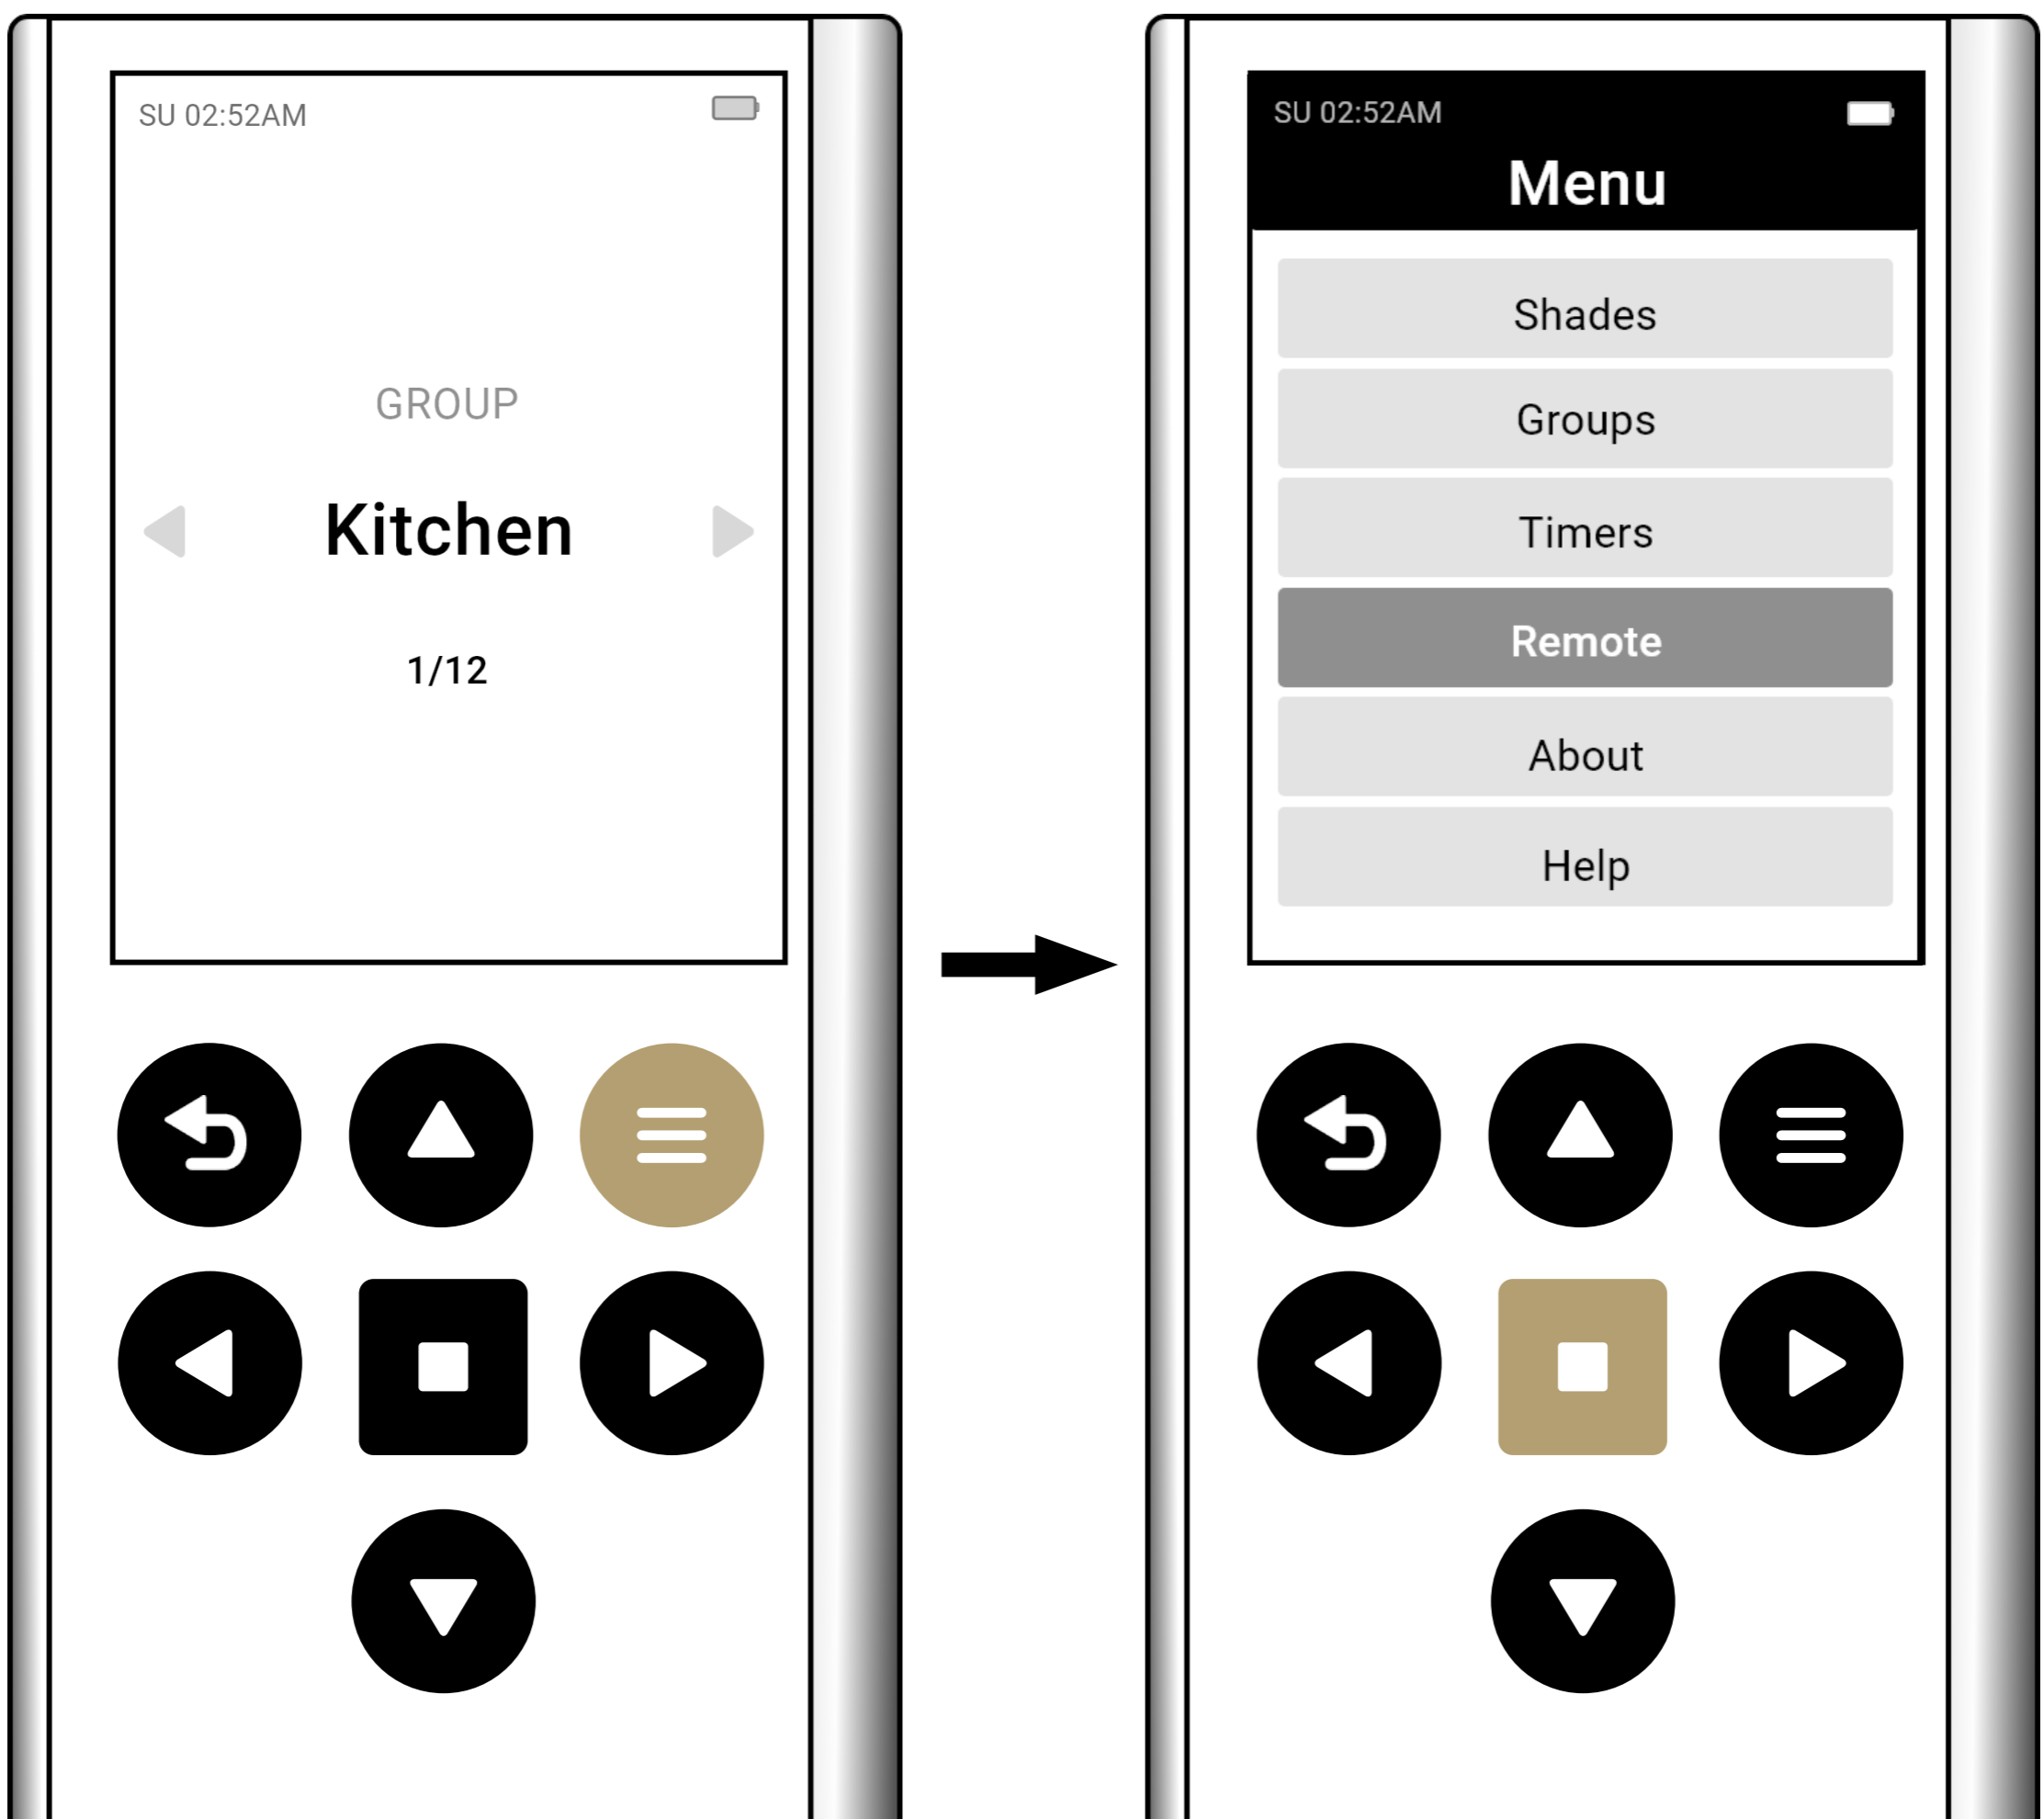 SU 02:52AM
GROUP
Kitchen
1/12
SU 02:52AM
Menu
Shades
Groups
Timers
Remote
About
Help